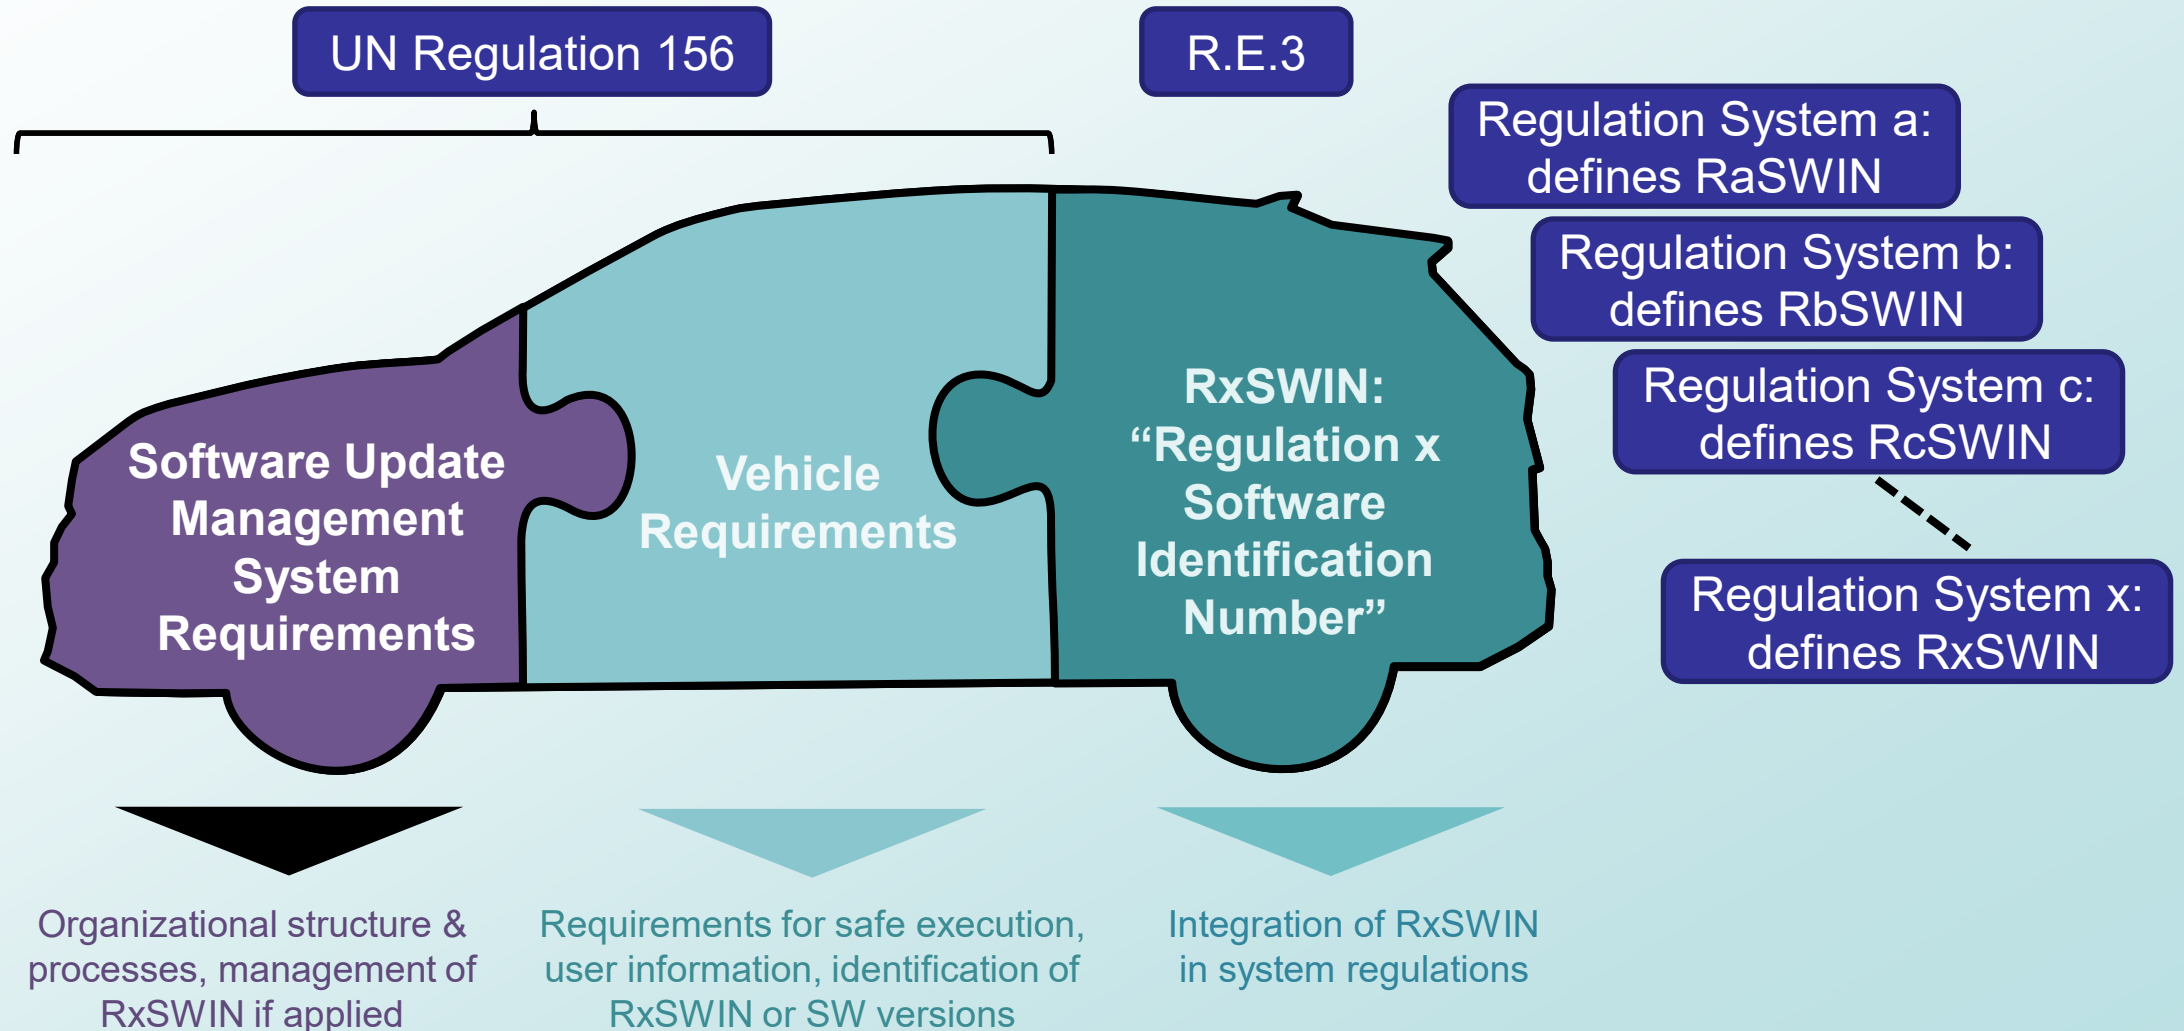 UN Regulation 156
R.E.3
Regulation System a:
defines RaSWIN
Regulation System b:
defines RbSWIN
Regulation System c:
defines RcSWIN
Regulation System x:
defines RxSWIN
Software Update
Management
System
Requirements
Vehicle
Requirements
RxSWIN:
“Regulation x
Software
Identification
Number”
Organizational structure &
processes, management of
RxSWIN if applied
Requirements for safe execution,
user information, identification of
RxSWIN or SW versions
Integration of RxSWIN
in system regulations